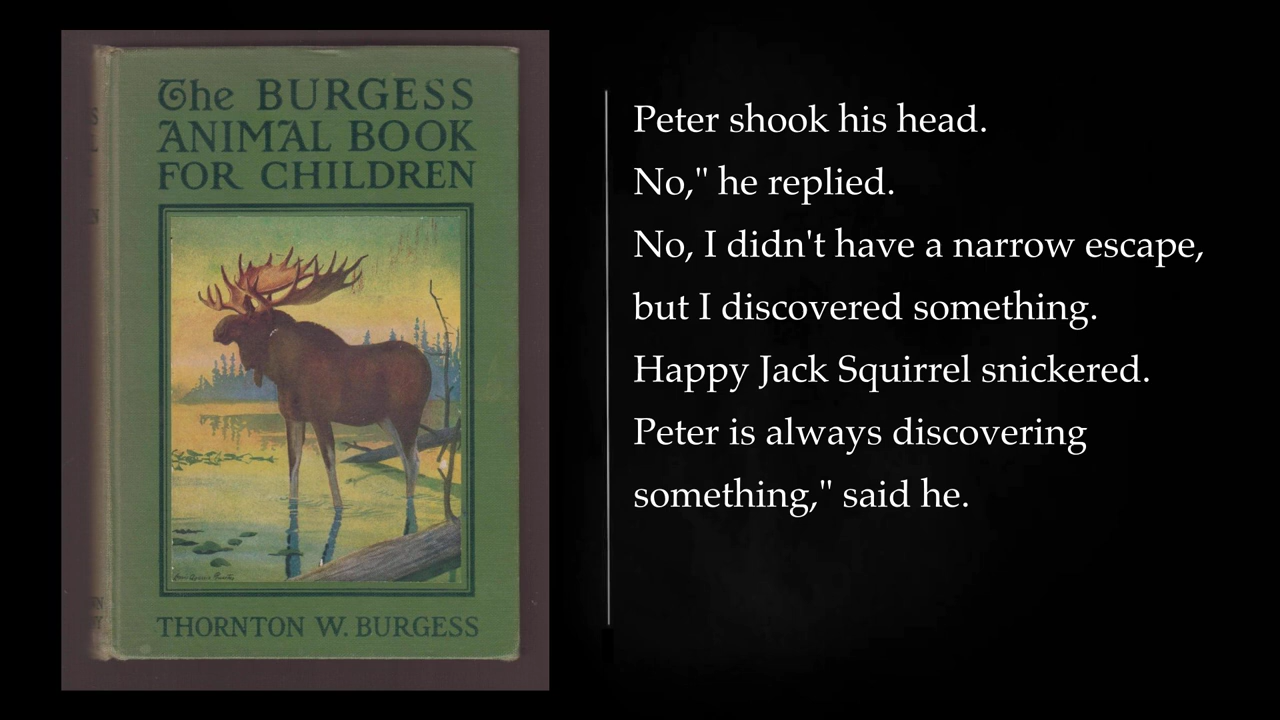 The BURGESS
ANIMAL BOOK
FOR CHILDREN
THORNTON W. BURGESS
Peter shook his head.
No," he replied.
No, I didn't have a narrow escape,
but I discovered something.
Happy Jack Squirrel snickered.
Peter is always discovering
something," said he.